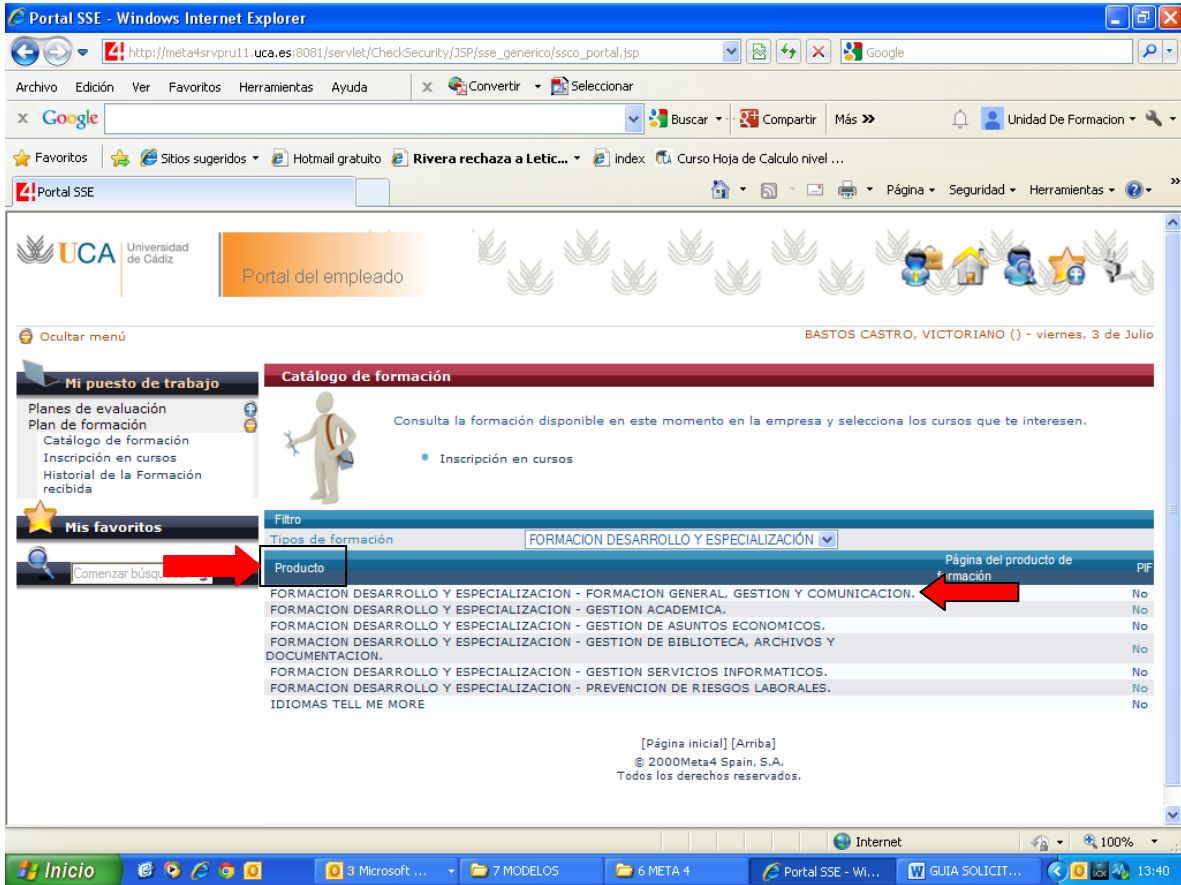 Portal SSE - Windows Internet Explorer
http://meta4srvpru11.uca.es:8081/servlet/CheckSecurity/JSP/sse_generico/ssco_portal.jsp
Google
Archivo Edición Ver Favoritos Herramientas Ayuda x Convertir Seleccionar
x Google Buscar Compartir Más >> Unidad De Formacion
Favoritos Sitios sugeridos Hotmail gratuito Rivera rechaza a Letic... index Curso Hoja de Calculo nivel ...
Portal SSE Página Seguridad Herramientas
UCA Universidad de Cádiz
Portal del empleado
Ocultar menú
BASTOS CASTRO, VICTORIANO () - viernes, 3 de Julio
Mi puesto de trabajo
Planes de evaluación
Plan de formación
Catálogo de formación
Inscripción en cursos
Historial de la Formación
recibida
Mis favoritos
Comenzar
Catálogo de formación
Consulta la formación disponible en este momento en la empresa y selecciona los cursos que te interesen.
Inscripción en cursos
Filtro
Tipos de formación FORMACION DESARROLLO Y ESPECIALIZACIÓN
Producto Página del producto de formación PIF
FORMACION DESARROLLO Y ESPECIALIZACION - FORMACION GENERAL, GESTION Y COMUNICACION. No
FORMACION DESARROLLO Y ESPECIALIZACION - GESTION ACADEMICA. No
FORMACION DESARROLLO Y ESPECIALIZACION - GESTION DE ASUNTOS ECONOMICOS. No
FORMACION DESARROLLO Y ESPECIALIZACION - GESTION DE BIBLIOTECA, ARCHIVOS Y
DOCUMENTACION. No
FORMACION DESARROLLO Y ESPECIALIZACION - GESTION SERVICIOS INFORMATICOS. No
FORMACION DESARROLLO Y ESPECIALIZACION - PREVENCION DE RIESGOS LABORALES. No
IDIOMAS TELL ME MORE No
[Página inicial] [Arriba]
© 2000Meta4 Spain, S.A.
Todos los derechos reservados.
Internet 100%
Inicio 3 Microsoft ... 7 MODELOS 6 META 4 Portal SSE - Wi... GUIA SOLICIT... 13:40